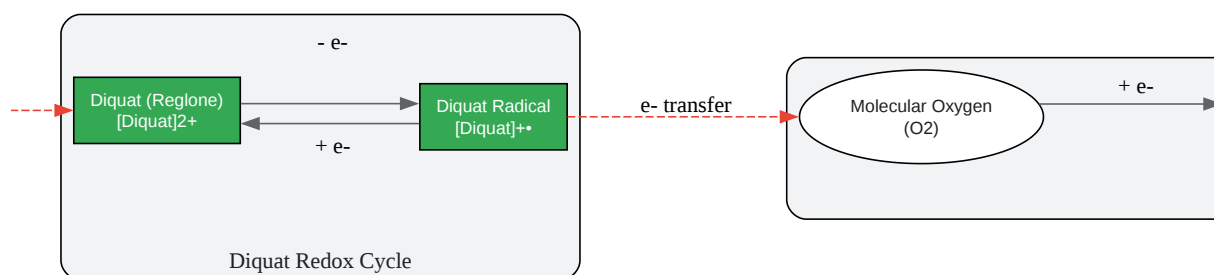 - e-
Diquat (Reglone)
[Diquat]2+
Diquat Radical
[Diquat]+•
+ e-
e- transfer
Molecular Oxygen
(O2)
+ e-
Diquat Redox Cycle